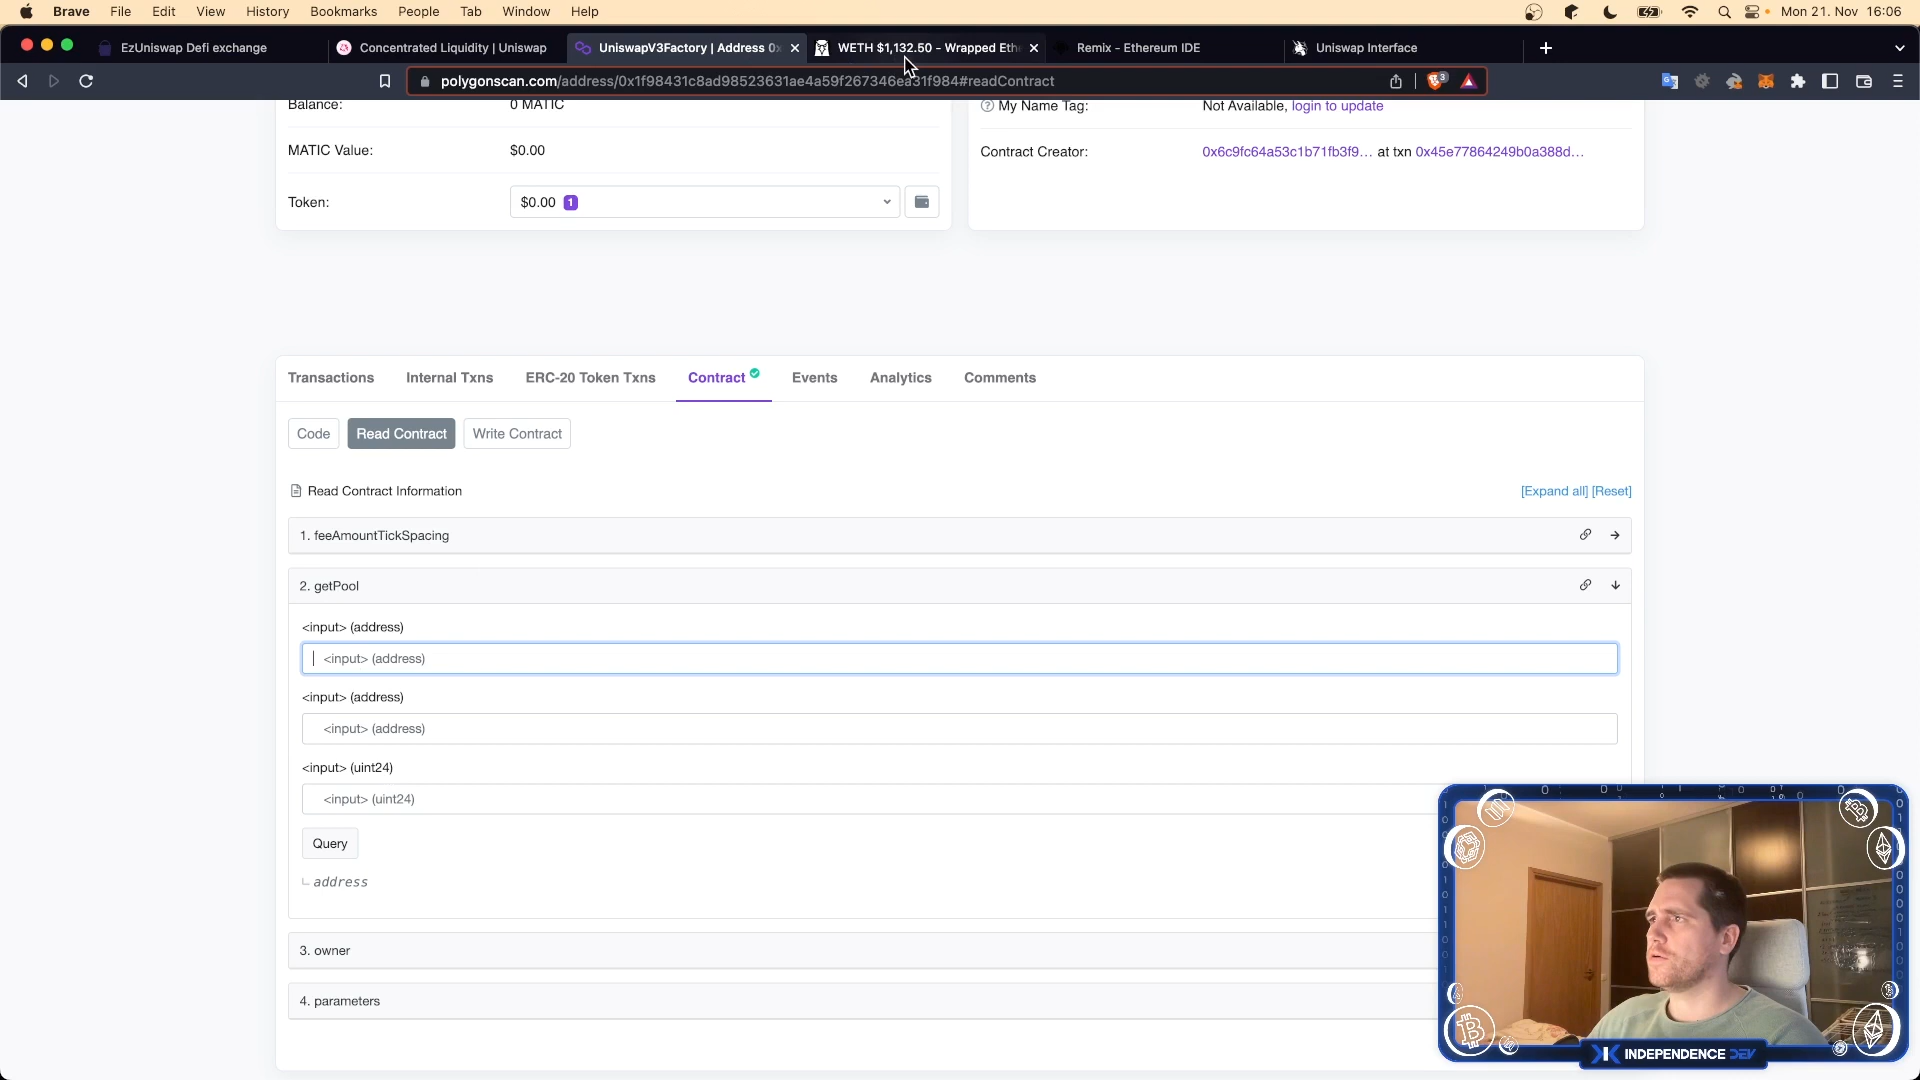 Brave File Edit View History Bookmarks People Tab Window Help Mon 21. Nov 16:06
EzUniswap Defi exchange Concentrated Liquidity | Uniswap UniswapV3Factory | Address 0x WETH $1,132.50 - Wrapped Eth Remix - Ethereum IDE Uniswap Interface
polygonscan.com/address/0x1f98431c8ad98523631ae4a59f267346ea31f984#readContract 3
Balance: 0 MATIC
MATIC Value: $0.00
Token: $0.00 1
My Name Tag: Not Available, login to update
Contract Creator: 0x6c9fc64a53c1b71fb3f9... at txn 0x45e77864249b0a388d...
Transactions Internal Txns ERC-20 Token Txns Contract Events Analytics Comments
Code Read Contract Write Contract
Read Contract Information [Expand all] [Reset]
1. feeAmountTickSpacing
2. getPool
<input> (address)
<input> (address)
<input> (address)
<input> (address)
<input> (uint24)
<input> (uint24)
Query
address
3. owner
4. parameters
INDEPENDENCE DEV